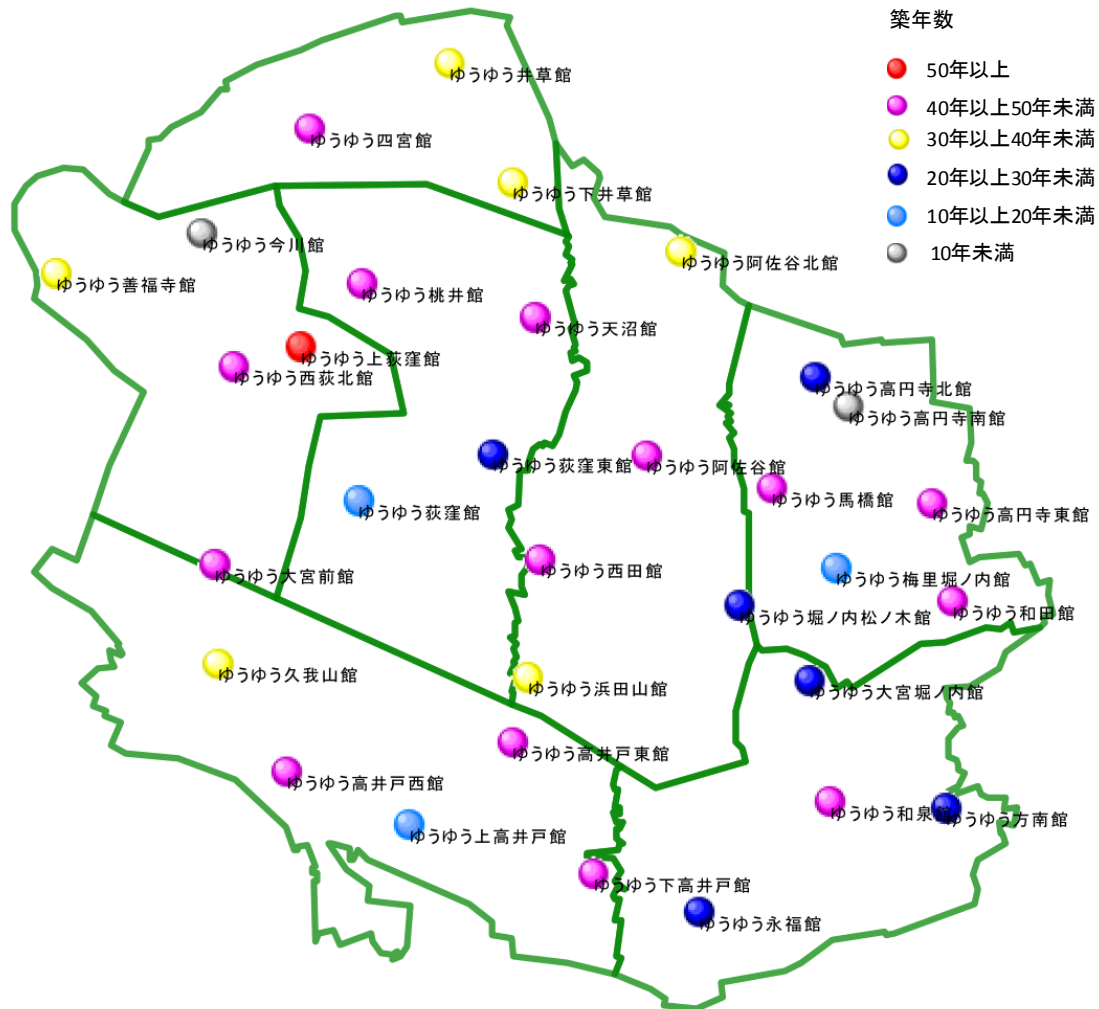 築年数
50年以上
40年以上50年未満
30年以上40年未満
20年以上30年未満
10年以上20年未満
10年未満
ゆうゆう井草館
ゆうゆう四宮館
ゆうゆう下井草館
ゆうゆう今川館
ゆうゆう阿佐谷北館
ゆうゆう善福寺館
ゆうゆう桃井館
ゆうゆう天沼館
ゆうゆう上荻窪館
ゆうゆう西荻北館
ゆうゆう高円寺北館
ゆうゆう高円寺南館
ゆうゆう荻窪東館
ゆうゆう阿佐谷館
ゆうゆう馬橋館
ゆうゆう荻窪館
ゆうゆう高円寺東館
ゆうゆう大宮前館
ゆうゆう西田館
ゆうゆう梅里堀ノ内館
ゆうゆう堀ノ内松ノ木館
ゆうゆう和田館
ゆうゆう久我山館
ゆうゆう浜田山館
ゆうゆう大宮堀ノ内館
ゆうゆう高井戸東館
ゆうゆう高井戸西館
ゆうゆう和泉館
ゆうゆう方南館
ゆうゆう上高井戸館
ゆうゆう下高井戸館
ゆうゆう永福館